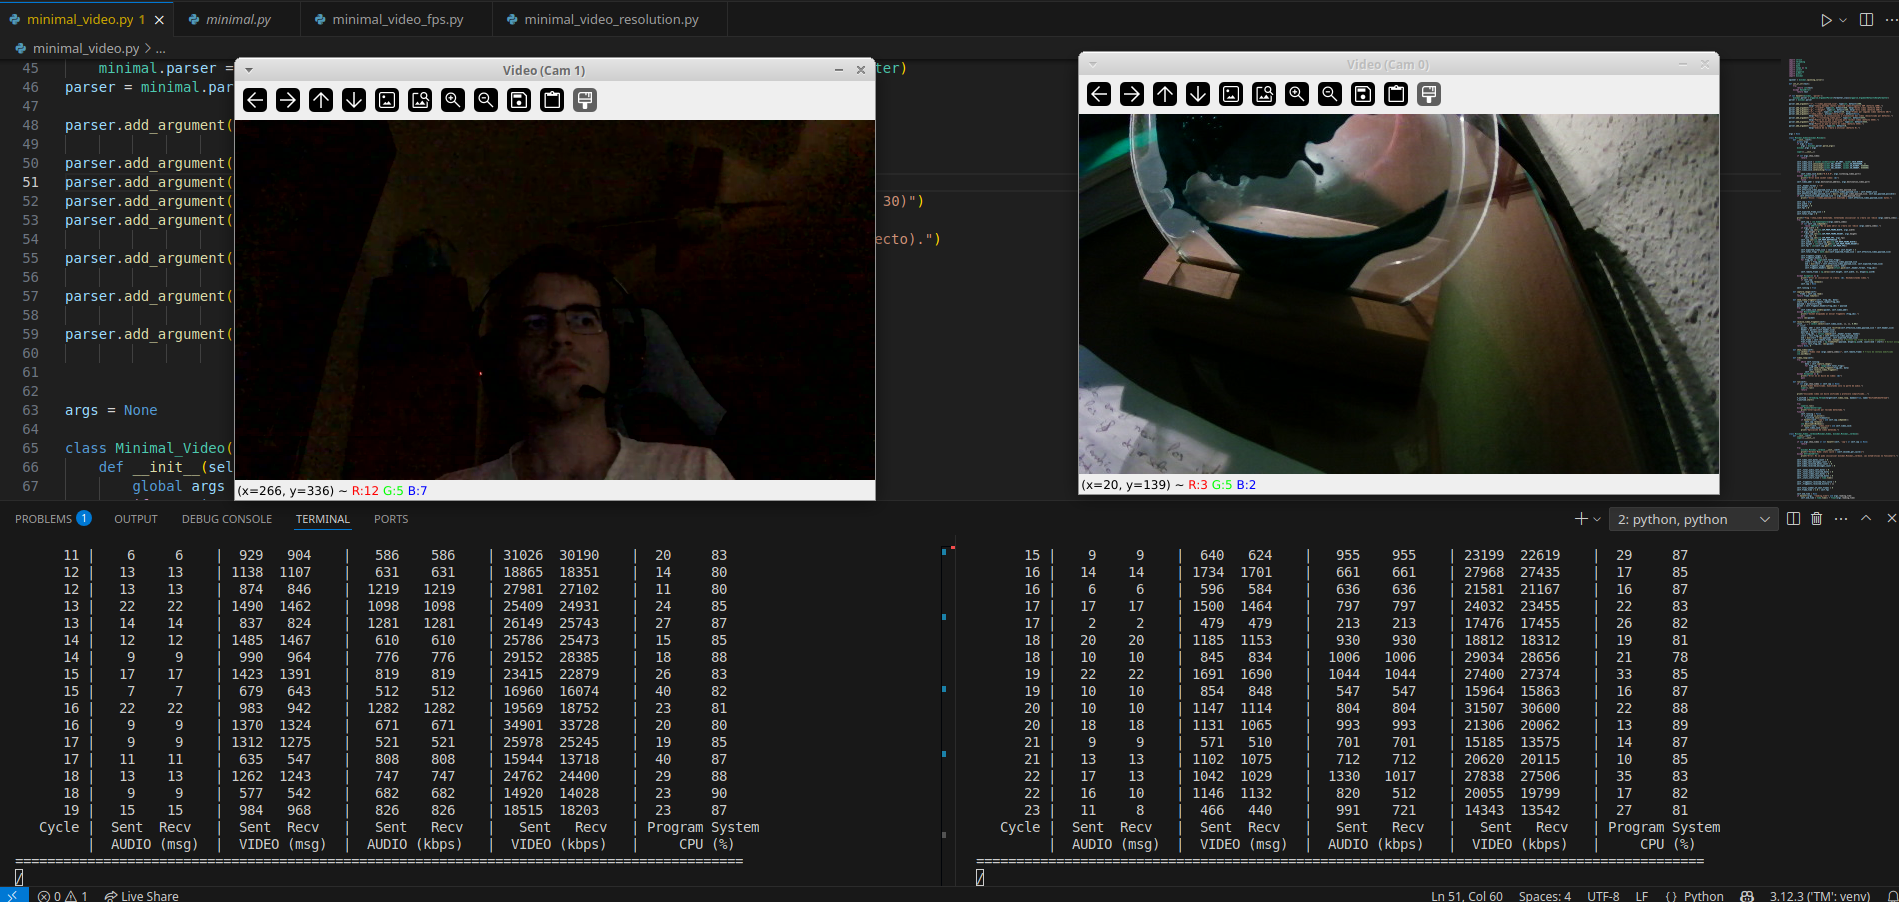 minimal_video.py 1
minimal.py
minimal_video_fps.py
minimal_video_resolution.py
minimal_video.py > ...
45 minimal.parser = ter)
46 parser = minimal.par
47
48 parser.add_argument(
49
50 parser.add_argument(
51 parser.add_argument(
52 parser.add_argument( 30)")
53 parser.add_argument(
54 ecto).")
55 parser.add_argument(
56
57 parser.add_argument(
58
59 parser.add_argument(
60
61
62
63 args = None
64
65 class Minimal_Video(
66 def __init__(sel
67 global args
Video (Cam 1)
(x=266, y=336) ~ R:12 G:5 B:7
Video (Cam 0)
(x=20, y=139) ~ R:3 G:5 B:2
PROBLEMS 1 OUTPUT DEBUG CONSOLE TERMINAL PORTS
2: python, python
11 | 6 6 | 929 904 | 586 586 | 31026 30190 | 20 83
12 | 13 13 | 1138 1107 | 631 631 | 18865 18351 | 14 80
12 | 13 13 | 874 846 | 1219 1219 | 27981 27102 | 11 80
13 | 22 22 | 1490 1462 | 1098 1098 | 25409 24931 | 24 85
13 | 14 14 | 837 824 | 1281 1281 | 26149 25743 | 27 87
14 | 12 12 | 1485 1467 | 610 610 | 25786 25473 | 15 85
14 | 9 9 | 990 964 | 776 776 | 29152 28385 | 18 88
15 | 17 17 | 1423 1391 | 819 819 | 23415 22879 | 26 83
15 | 7 7 | 679 643 | 512 512 | 16960 16074 | 40 82
16 | 22 22 | 983 942 | 1282 1282 | 19569 18752 | 23 81
16 | 9 9 | 1370 1324 | 671 671 | 34901 33728 | 20 80
17 | 9 9 | 1312 1275 | 521 521 | 25978 25245 | 19 85
17 | 11 11 | 635 547 | 808 808 | 15944 13718 | 40 87
18 | 13 13 | 1262 1243 | 747 747 | 24762 24400 | 29 88
18 | 9 9 | 577 542 | 682 682 | 14920 14028 | 23 90
19 | 15 15 | 984 968 | 826 826 | 18515 18203 | 23 87
Cycle | Sent Recv | Sent Recv | Sent Recv | Sent Recv | Program System
| AUDIO (msg) | VIDEO (msg) | AUDIO (kbps) | VIDEO (kbps) | CPU (%)
===========================================================================================
/
15 | 9 9 | 640 624 | 955 955 | 23199 22619 | 29 87
16 | 14 14 | 1734 1701 | 661 661 | 27968 27435 | 17 85
16 | 6 6 | 596 584 | 636 636 | 21581 21167 | 16 87
17 | 17 17 | 1500 1464 | 797 797 | 24032 23455 | 22 83
17 | 2 2 | 479 479 | 213 213 | 17476 17455 | 26 82
18 | 20 20 | 1185 1153 | 930 930 | 18812 18312 | 19 81
18 | 10 10 | 845 834 | 1006 1006 | 29034 28656 | 21 78
19 | 22 22 | 1691 1690 | 1044 1044 | 27400 27374 | 33 85
19 | 10 10 | 854 848 | 547 547 | 15964 15863 | 16 87
20 | 10 10 | 1147 1114 | 804 804 | 31507 30600 | 22 88
20 | 18 18 | 1131 1065 | 993 993 | 21306 20062 | 13 89
21 | 9 9 | 571 510 | 701 701 | 15185 13575 | 14 87
21 | 13 13 | 1102 1075 | 712 712 | 20620 20115 | 10 85
22 | 17 13 | 1042 1029 | 1330 1017 | 27838 27506 | 35 83
22 | 16 10 | 1146 1132 | 820 512 | 20055 19799 | 17 82
23 | 11 8 | 466 440 | 991 721 | 14343 13542 | 27 81
Cycle | Sent Recv | Sent Recv | Sent Recv | Sent Recv | Program System
| AUDIO (msg) | VIDEO (msg) | AUDIO (kbps) | VIDEO (kbps) | CPU (%)
===========================================================================================
/
0 1 Live Share
Ln 51, Col 60 Spaces: 4 UTF-8 LF {} Python 3.12.3 ('TM': venv)